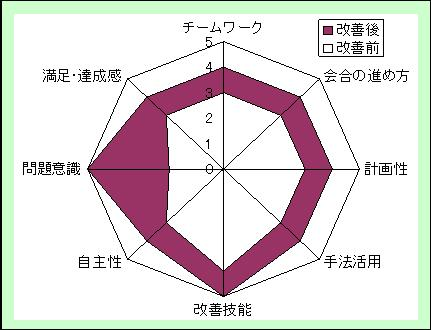 チームワーク
改善後
改善前
5
4
3
2
1
0
満足・達成感
会合の進め方
問題意識
計画性
自主性
手法活用
改善技能